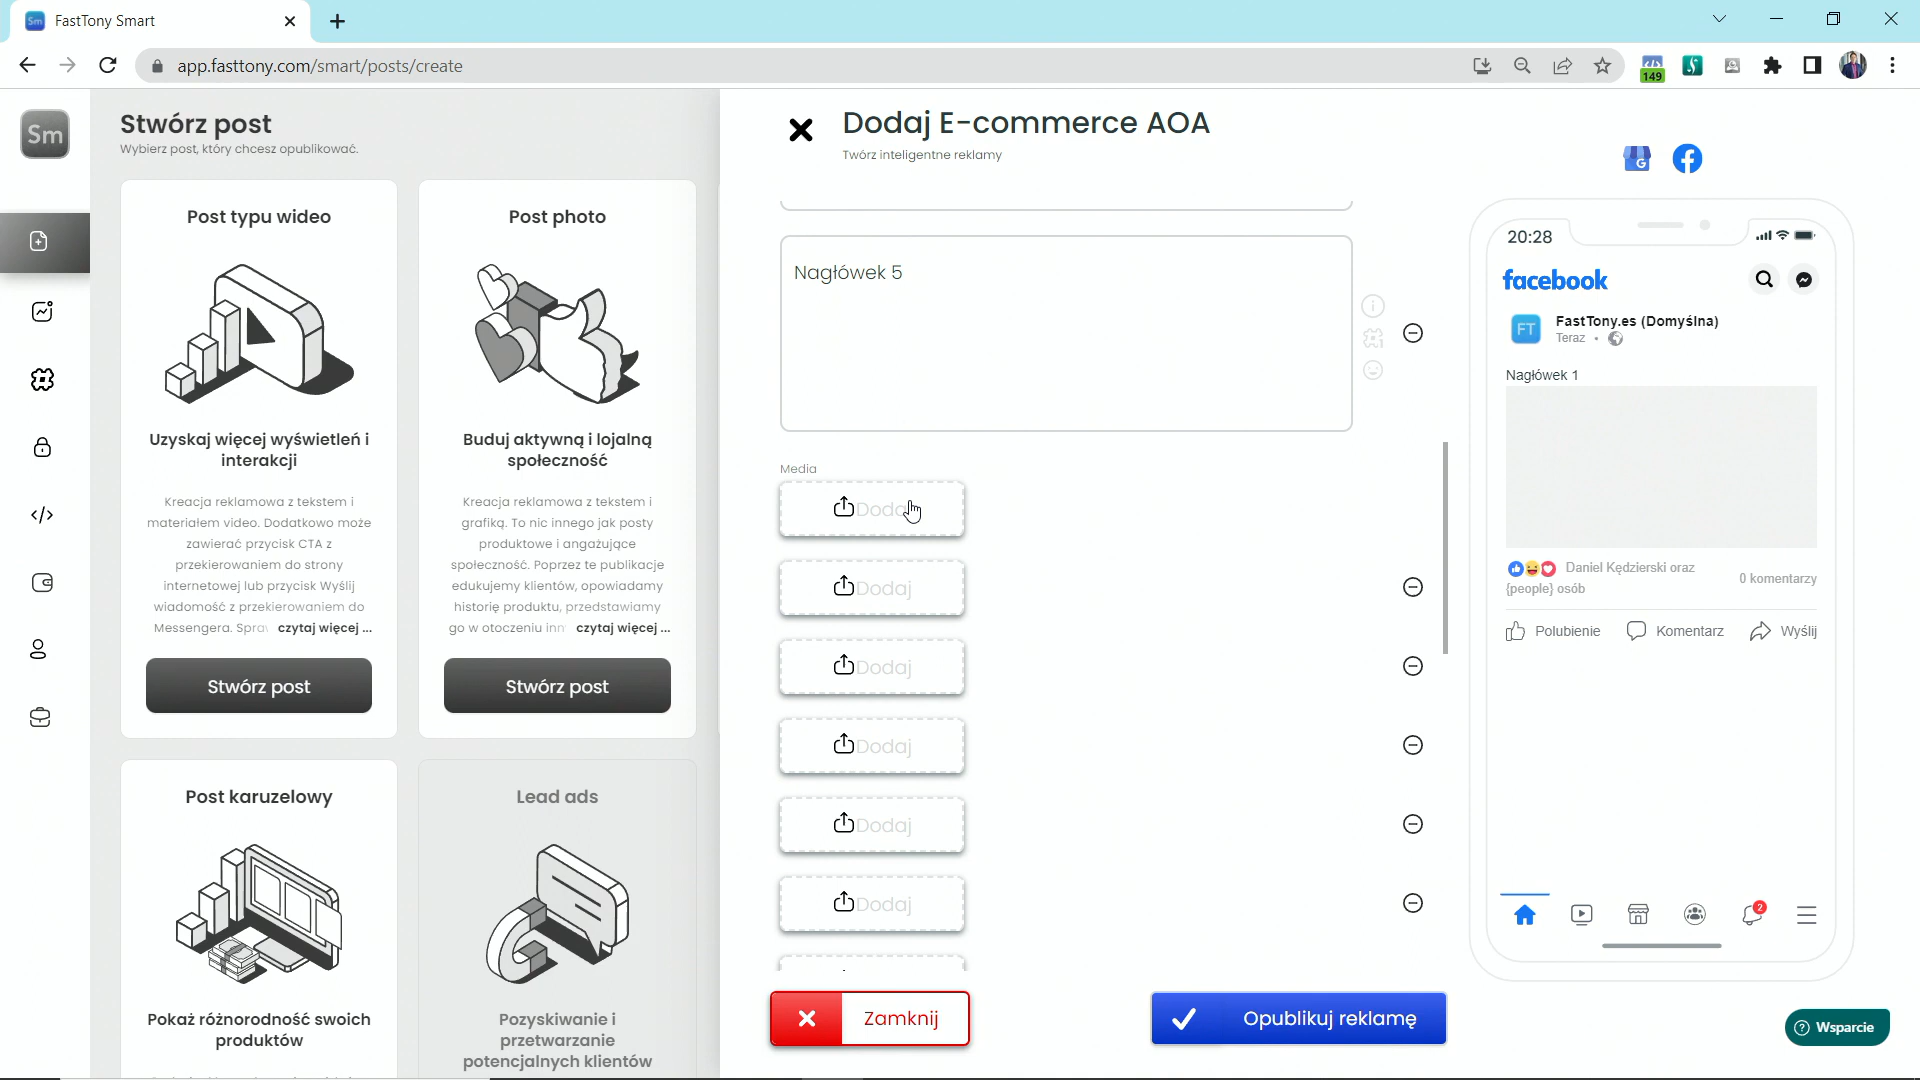 Sm FastTony Smart
app.fasttony.com/smart/posts/create
149
Sm
Stwórz post
Wybierz post, który chcesz opublikować.
Post typu wideo
Uzyskaj więcej wyświetleń i
interakcji
Kreacja reklamowa z tekstem i
materiałem video. Dodatkowo może
zawierać przycisk CTA z
przekierowaniem do strony
internetowej lub przycisk Wyślij
wiadomość z przekierowaniem do
Messengera. Spraw czytaj więcej ...
Stwórz post
Post photo
Buduj aktywną i lojalną
społeczność
Kreacja reklamowa z tekstem i
grafiką. To nic innego jak posty
produktowe i angażujące
społeczność. Poprzez te publikacje
edukujemy klientów, opowiadamy
historię produktu, przedstawiamy
go w otoczeniu inn czytaj więcej ...
Stwórz post
Post karuzelowy
Pokaż różnorodność swoich
produktów
Lead ads
Pozyskiwanie i
przetwarzanie
potencjalnych klientów
Dodaj E-commerce AOA
Twórz inteligentne reklamy
Nagłówek 5
Media
Dodaj
Dodaj
Dodaj
Dodaj
Dodaj
Dodaj
Zamknij
Opublikuj reklamę
G
20:28
facebook
FT
FastTony.es (Domyślna)
Teraz
Nagłówek 1
Daniel Kędzierski oraz
{people} osób
0 komentarzy
Polubienie Komentarz Wyślij
2
Wsparcie